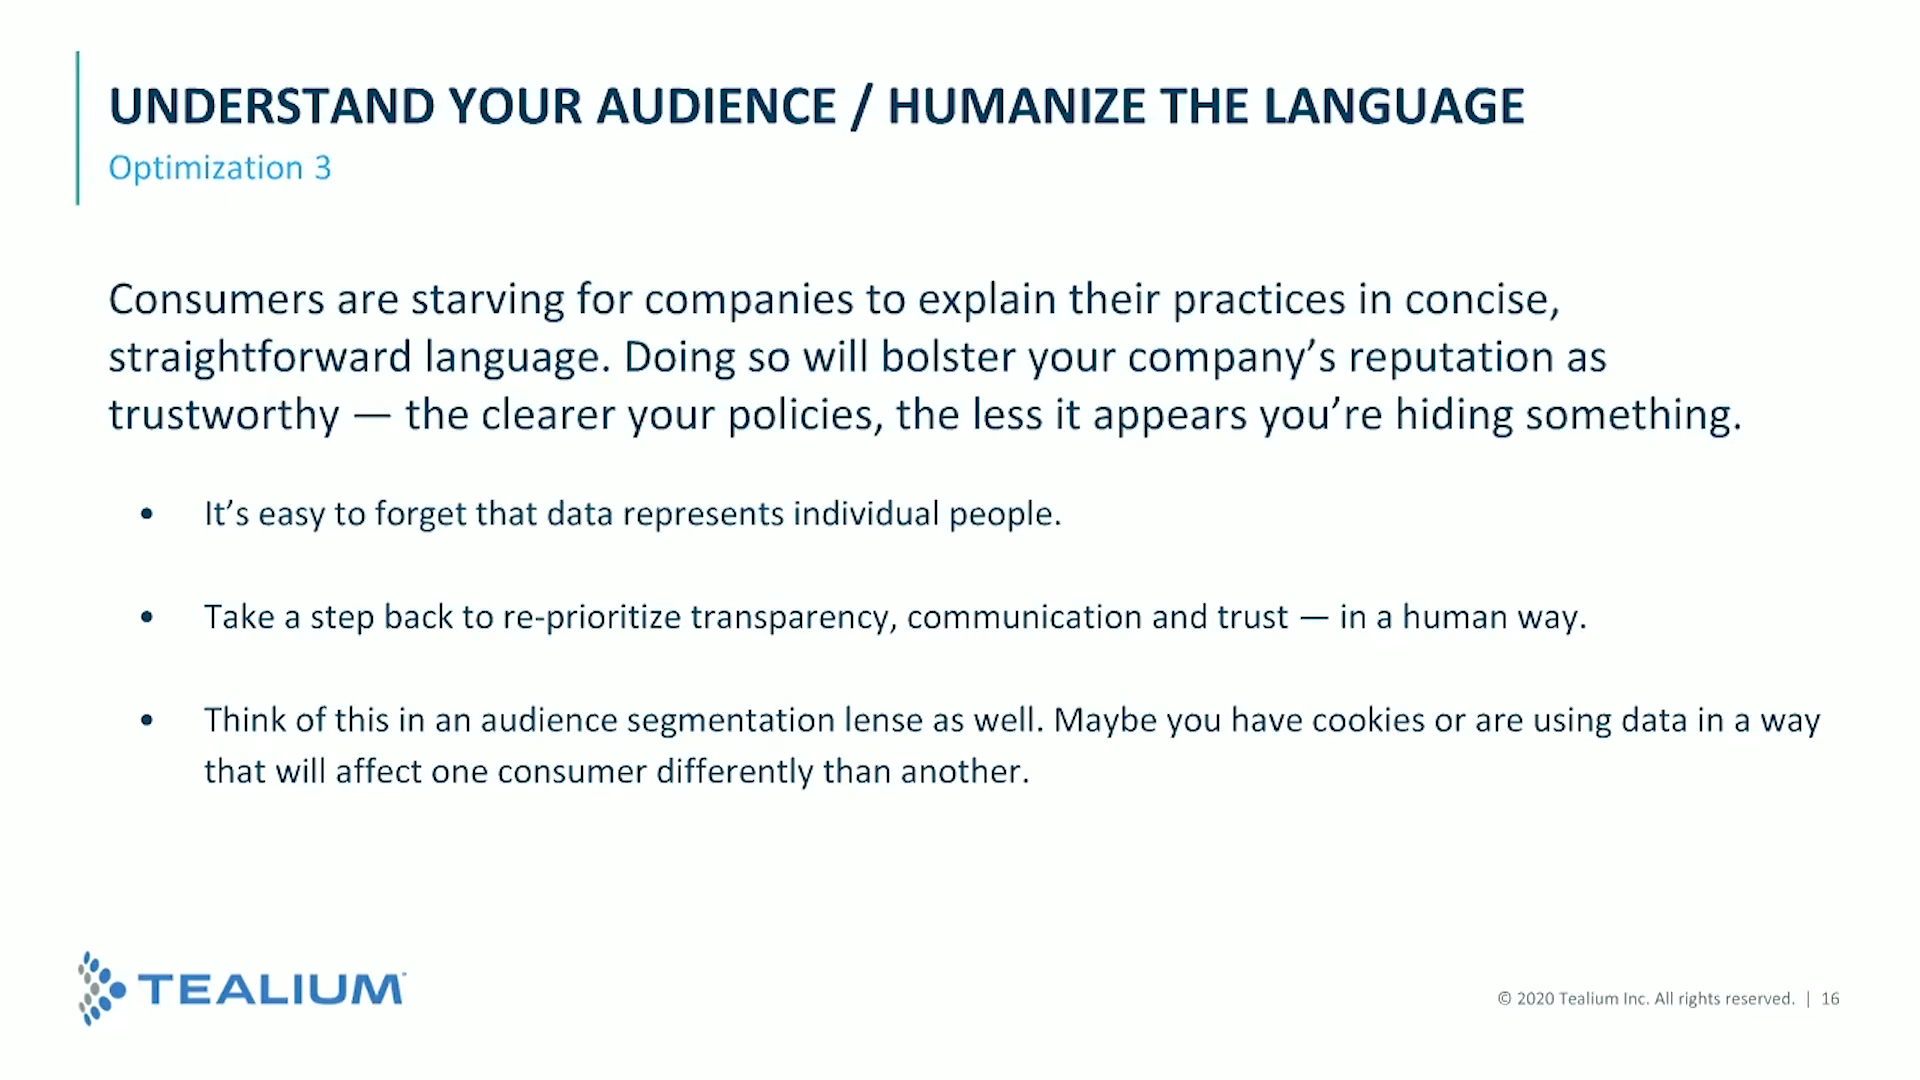 UNDERSTAND YOUR AUDIENCE / HUMANIZE THE LANGUAGE
Optimization 3
Consumers are starving for companies to explain their practices in concise,
straightforward language. Doing so will bolster your company’s reputation as
trustworthy — the clearer your policies, the less it appears you’re hiding something.
• It’s easy to forget that data represents individual people.
• Take a step back to re-prioritize transparency, communication and trust — in a human way.
• Think of this in an audience segmentation lense as well. Maybe you have cookies or are using data in a way
that will affect one consumer differently than another.
TEALIUM
© 2020 Tealium Inc. All rights reserved. | 16